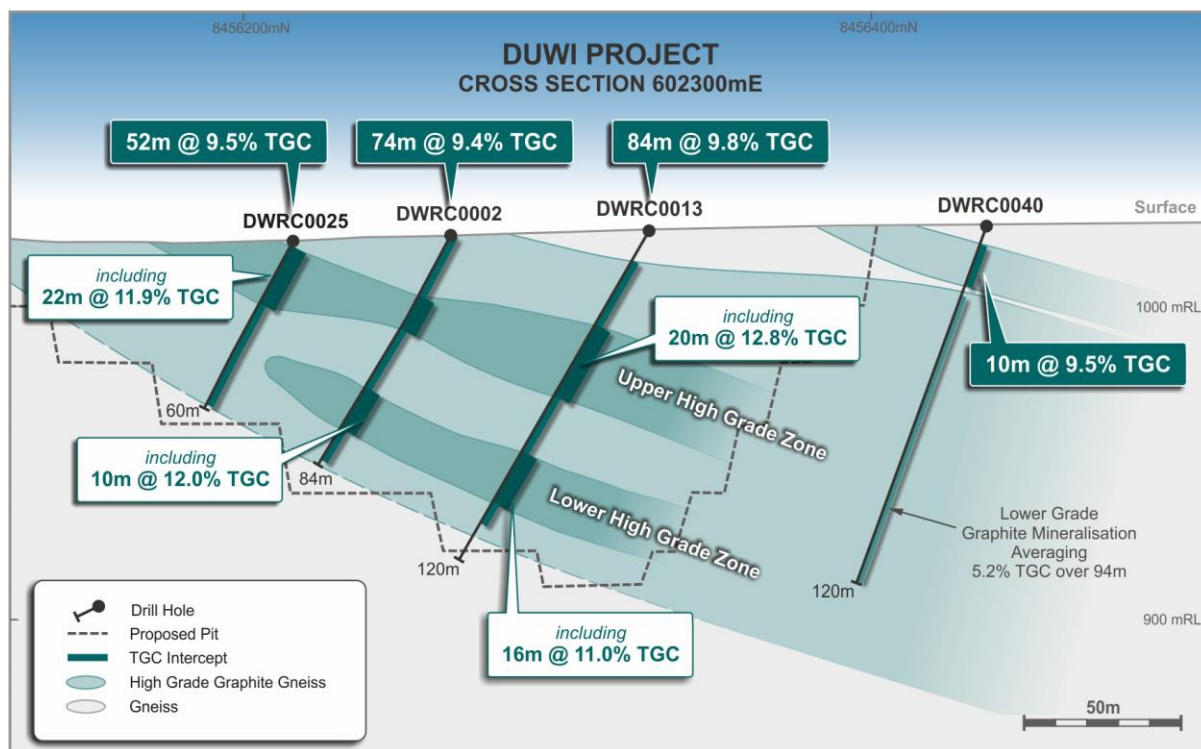 8456200mN
8456400mN
DUWI PROJECT
CROSS SECTION 602300mE
52m @ 9.5% TGC
74m @ 9.4% TGC
84m @ 9.8% TGC
DWRC0025
DWRC0002
DWRC0013
DWRC0040
Surface
including
22m @ 11.9% TGC
including
20m @ 12.8% TGC
1000 mRL
10m @ 9.5% TGC
Upper High Grade Zone
60m
including
10m @ 12.0% TGC
84m
Lower High Grade Zone
Lower Grade
Graphite Mineralisation
Averaging
5.2% TGC over 94m
120m
120m
900 mRL
including
16m @ 11.0% TGC
Drill Hole
Proposed Pit
TGC Intercept
High Grade Graphite Gneiss
Gneiss
50m